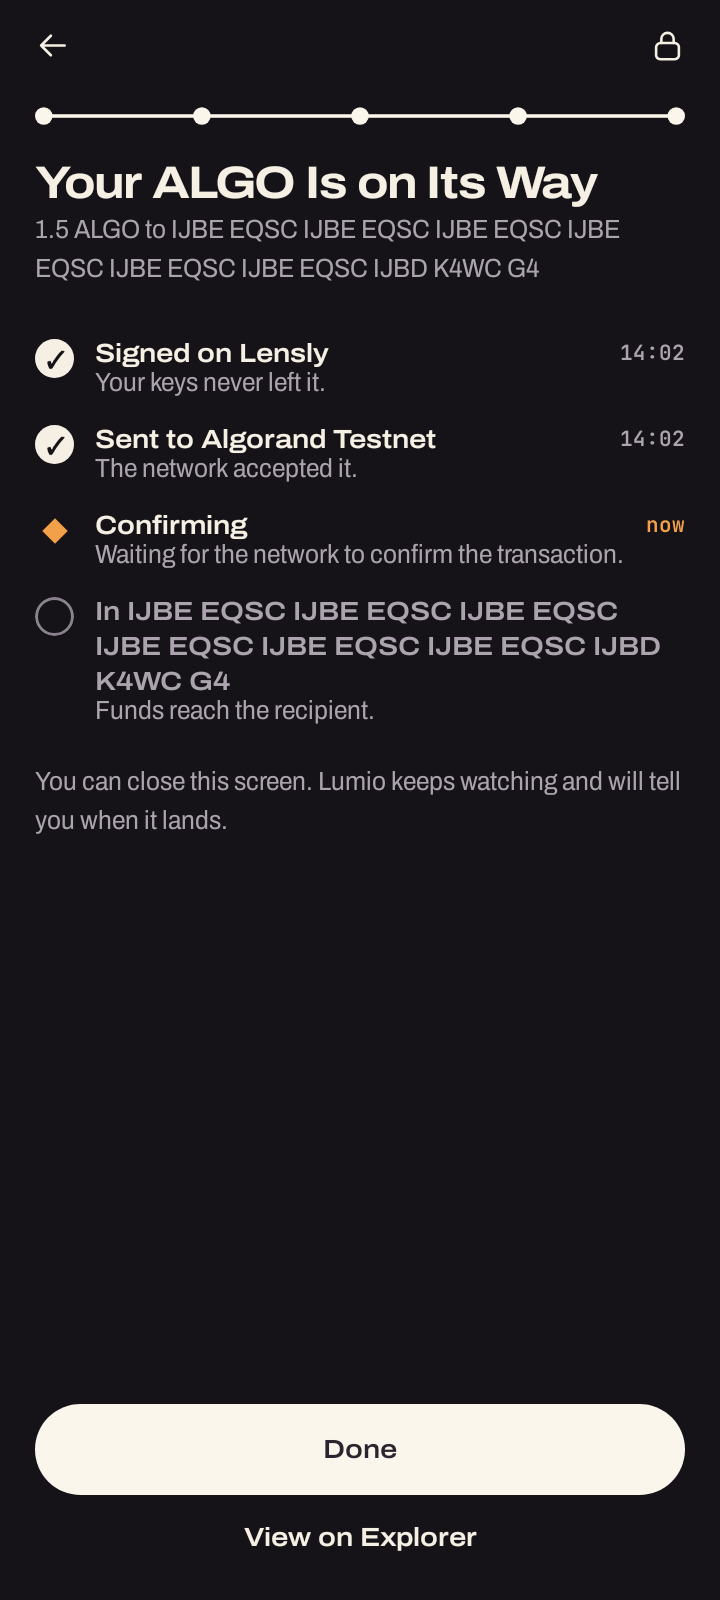 Your ALGO Is on Its Way
1.5 ALGO to IJBE EQSC IJBE EQSC IJBE EQSC IJBE
EQSC IJBE EQSC IJBE EQSC IJBD K4WC G4
Signed on Lensly 14:02
Your keys never left it.
Sent to Algorand Testnet 14:02
The network accepted it.
Confirming now
Waiting for the network to confirm the transaction.
In IJBE EQSC IJBE EQSC IJBE EQSC
IJBE EQSC IJBE EQSC IJBE EQSC IJBD
K4WC G4
Funds reach the recipient.
You can close this screen. Lumio keeps watching and will tell
you when it lands.
Done
View on Explorer